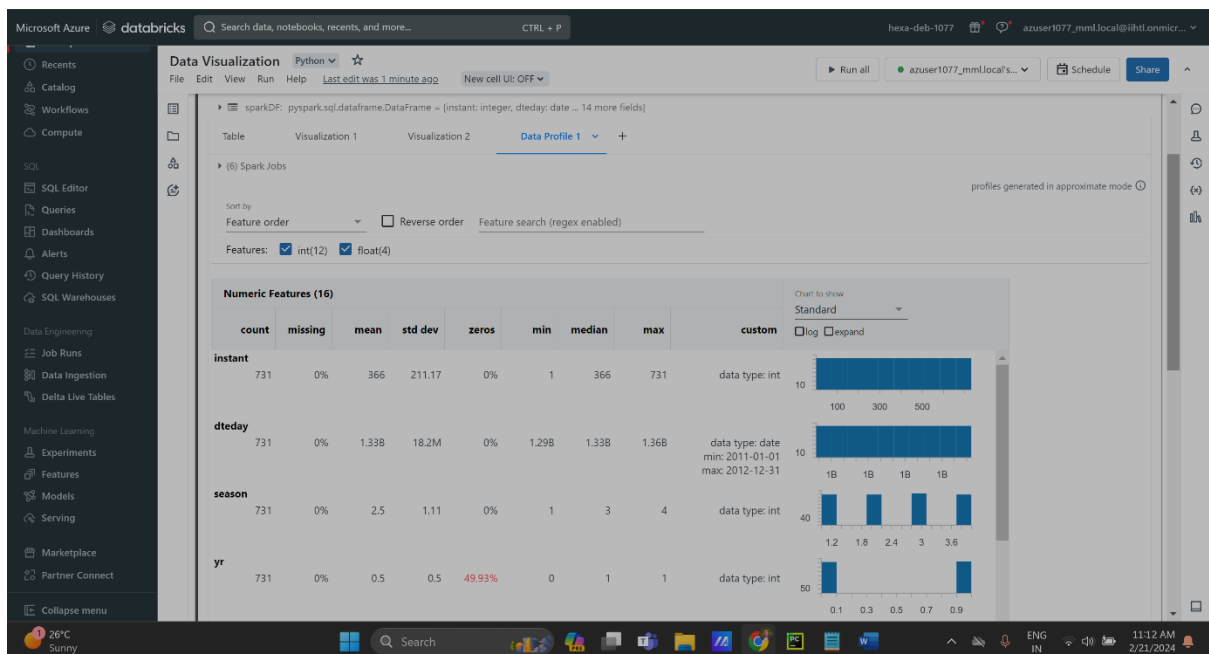 Microsoft Azure databricks Search data, notebooks, recents, and more... CTRL + P hexa-deb-1077 azuser1077_mml.local@iihtl.onmicr...
Recents
Catalog
Workflows
Compute
SQL
SQL Editor
Queries
Dashboards
Alerts
Query History
SQL Warehouses
Data Engineering
Job Runs
Data Ingestion
Delta Live Tables
Machine Learning
Experiments
Features
Models
Serving
Marketplace
Partner Connect
Collapse menu
Data Visualization Python
File Edit View Run Help Last edit was 1 minute ago New cell UI: OFF
Run all azuser1077_mml.local's... Schedule Share
sparkDF: pyspark.sql.dataframe.DataFrame = [instant: integer, dteday: date ... 14 more fields]
Table Visualization 1 Visualization 2 Data Profile 1 +
(6) Spark Jobs
profiles generated in approximate mode
Sort by
Feature order Reverse order Feature search (regex enabled)
Features: int(12) float(4)
Numeric Features (16)
Chart to show
Standard
count missing mean std dev zeros min median max custom
log expand
instant
731 0% 366 211.17 0% 1 366 731 data type: int
10
100 300 500
dteday
731 0% 1.33B 18.2M 0% 1.29B 1.33B 1.36B data type: date
min: 2011-01-01
max: 2012-12-31
10
1B 1B 1B 1B
season
731 0% 2.5 1.11 0% 1 3 4 data type: int
40
1.2 1.8 2.4 3 3.6
yr
731 0% 0.5 0.5 49.93% 0 1 1 data type: int
50
0.1 0.3 0.5 0.7 0.9
1 26°C
Sunny
Search
ENG
IN
11:12 AM
2/21/2024